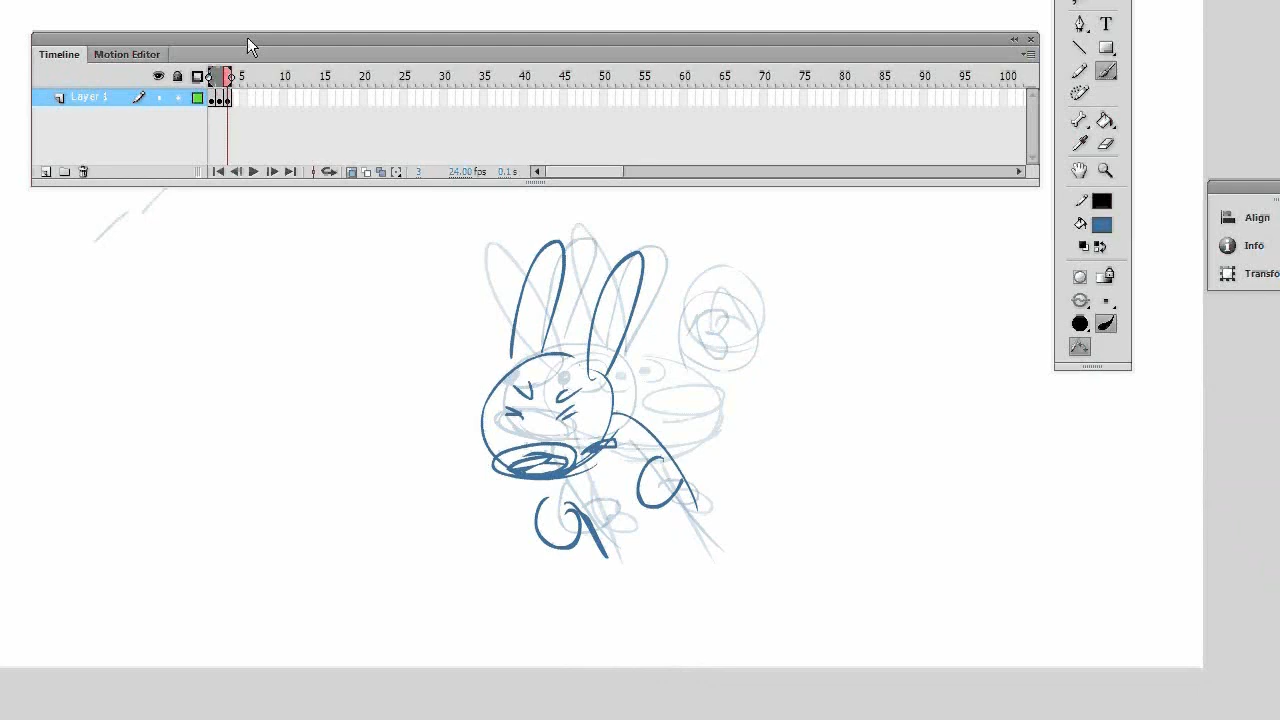 T
Timeline Motion Editor
5 10 15 20 25 30 35 40 45 50 55 60 65 70 75 80 85 90 95 100
Layer 1
3 24.00 fps 0.1 s
Align
Info
Transfo